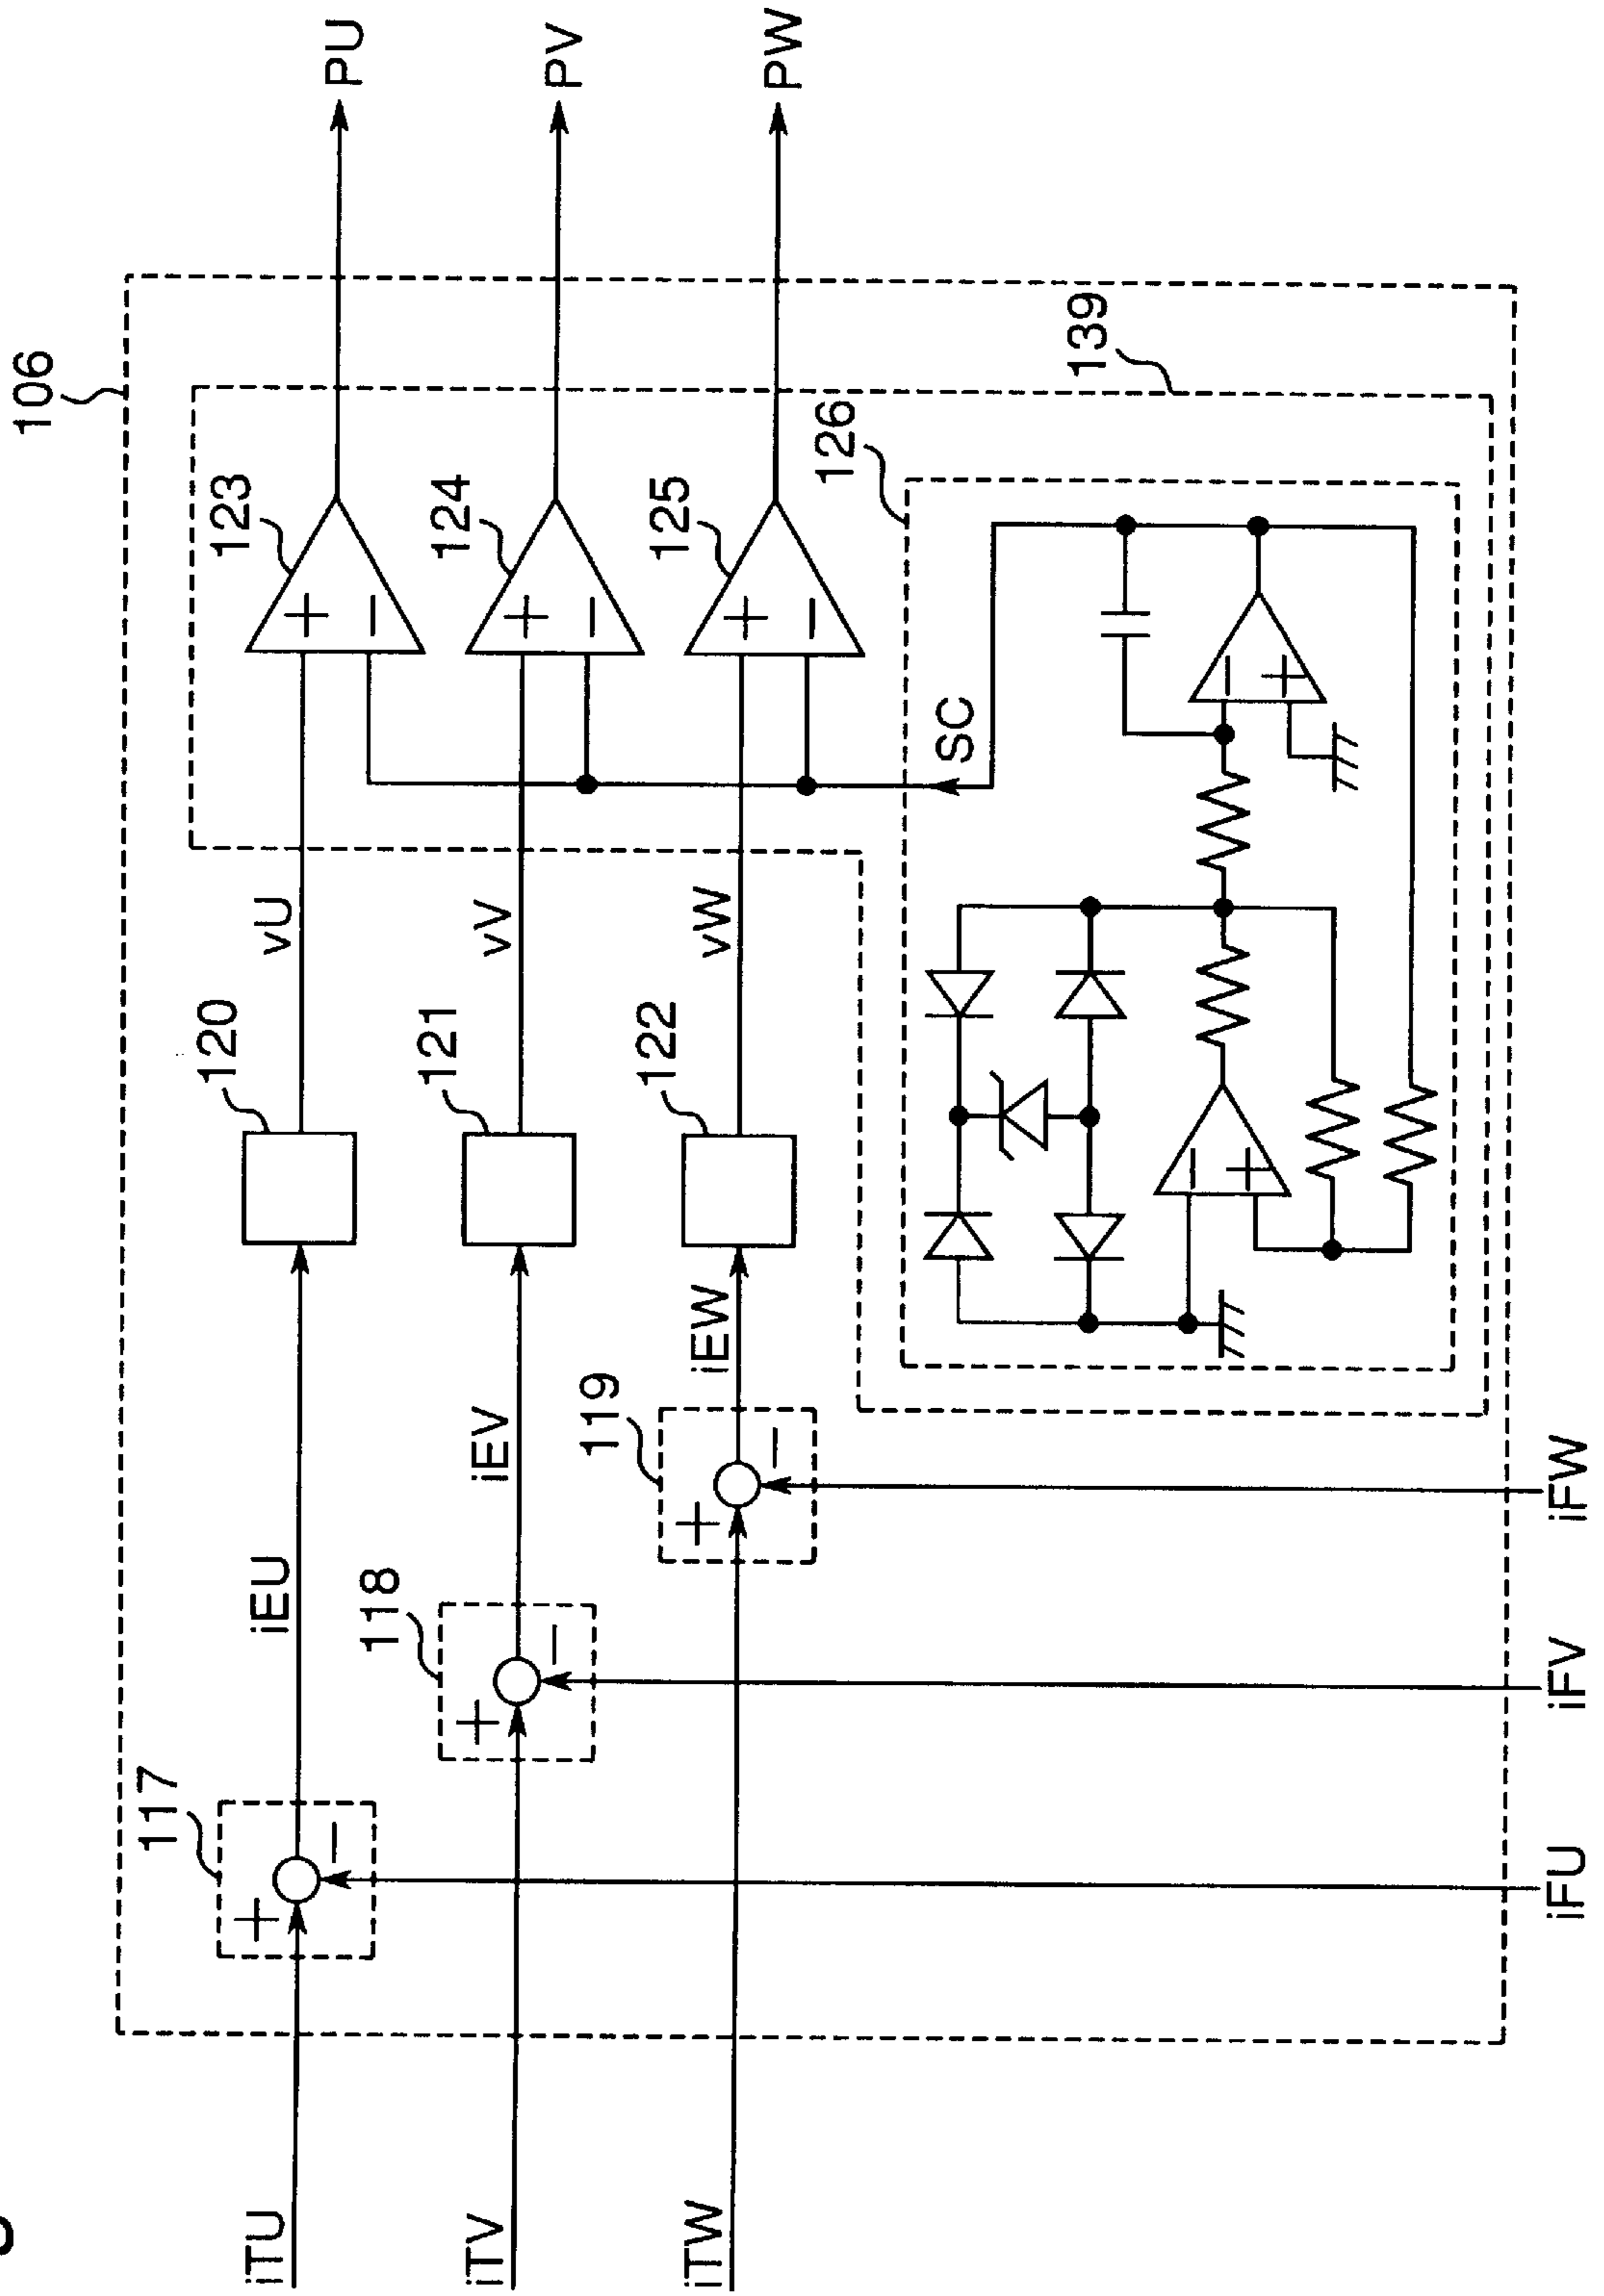 106
139
117
iTU
iEU
120
vU
123
PU
118
iTV
iEV
121
vV
124
PV
119
iTW
iEW
122
vW
125
PW
126
SC
iFU
iFV
iFW
+
−
+
−
+
−
+
−
+
−
+
−
−
+
−
+